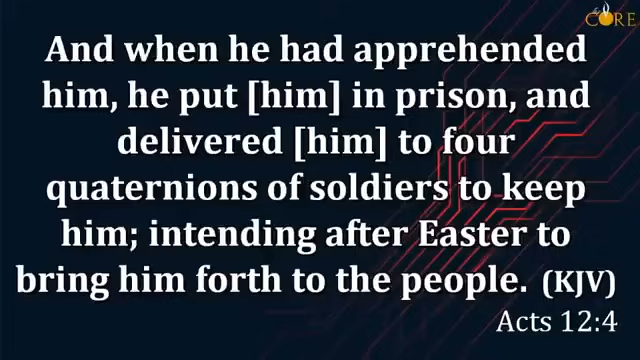 the
CORE
And when he had apprehended
him, he put [him] in prison, and
delivered [him] to four
quaternions of soldiers to keep
him; intending after Easter to
bring him forth to the people. (KJV)
Acts 12:4